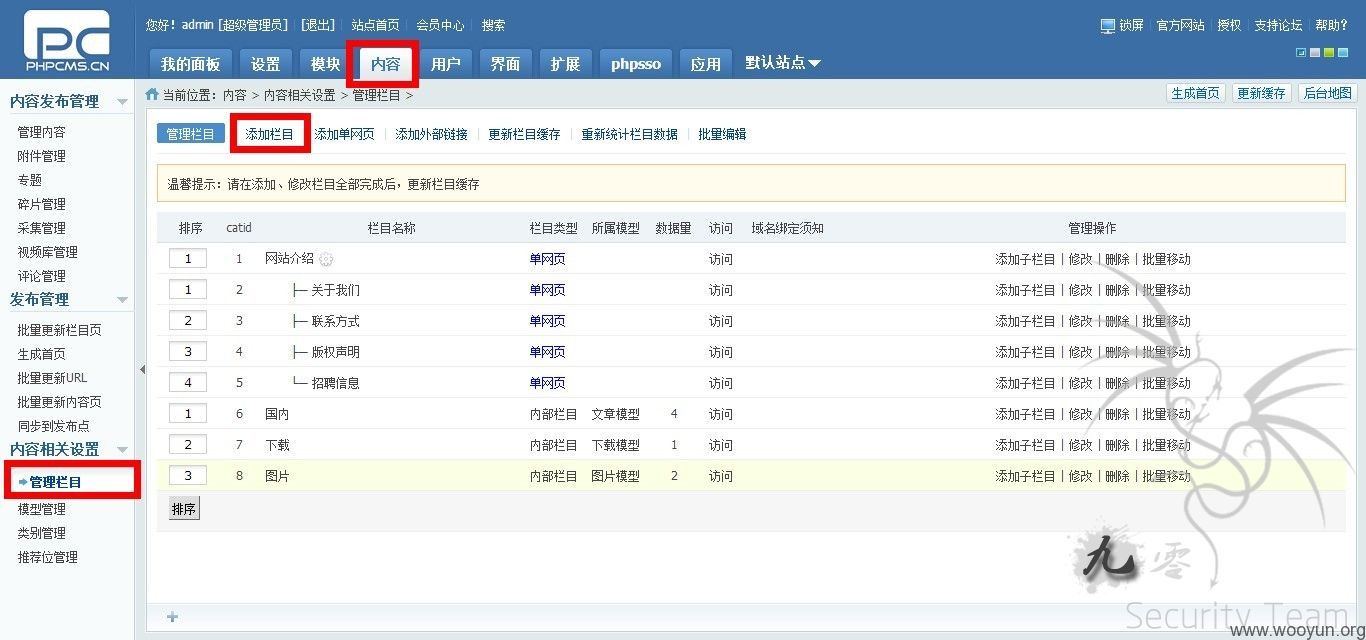 PC
PHPCMS.CN
您好！admin [超级管理员] | [退出] | 站点首页 | 会员中心 | 搜索
锁屏 | 官方网站 | 授权 | 支持论坛 | 帮助?
我的面板 设置 模块 内容 用户 界面 扩展 phpsso 应用 默认站点
内容发布管理
管理内容
附件管理
专题
碎片管理
采集管理
视频库管理
评论管理
发布管理
批量更新栏目页
生成首页
批量更新URL
批量更新内容页
同步到发布点
内容相关设置
管理栏目
模型管理
类别管理
推荐位管理
当前位置：内容 > 内容相关设置 > 管理栏目 >
生成首页 更新缓存 后台地图
管理栏目 添加栏目 添加单网页 | 添加外部链接 | 更新栏目缓存 | 重新统计栏目数据 | 批量编辑
温馨提示：请在添加、修改栏目全部完成后，更新栏目缓存
排序 catid 栏目名称 栏目类型 所属模型 数据量 访问 域名绑定须知 管理操作
1 1 网站介绍 单网页 访问 添加子栏目 | 修改 | 删除 | 批量移动
1 2 ├─ 关于我们 单网页 访问 添加子栏目 | 修改 | 删除 | 批量移动
2 3 ├─ 联系方式 单网页 访问 添加子栏目 | 修改 | 删除 | 批量移动
3 4 ├─ 版权声明 单网页 访问 添加子栏目 | 修改 | 删除 | 批量移动
4 5 └─ 招聘信息 单网页 访问 添加子栏目 | 修改 | 删除 | 批量移动
1 6 国内 内部栏目 文章模型 4 访问 添加子栏目 | 修改 | 删除 | 批量移动
2 7 下载 内部栏目 下载模型 1 访问 添加子栏目 | 修改 | 删除 | 批量移动
3 8 图片 内部栏目 图片模型 2 访问 添加子栏目 | 修改 | 删除 | 批量移动
排序
九零
Security Team
www.wooyun.org